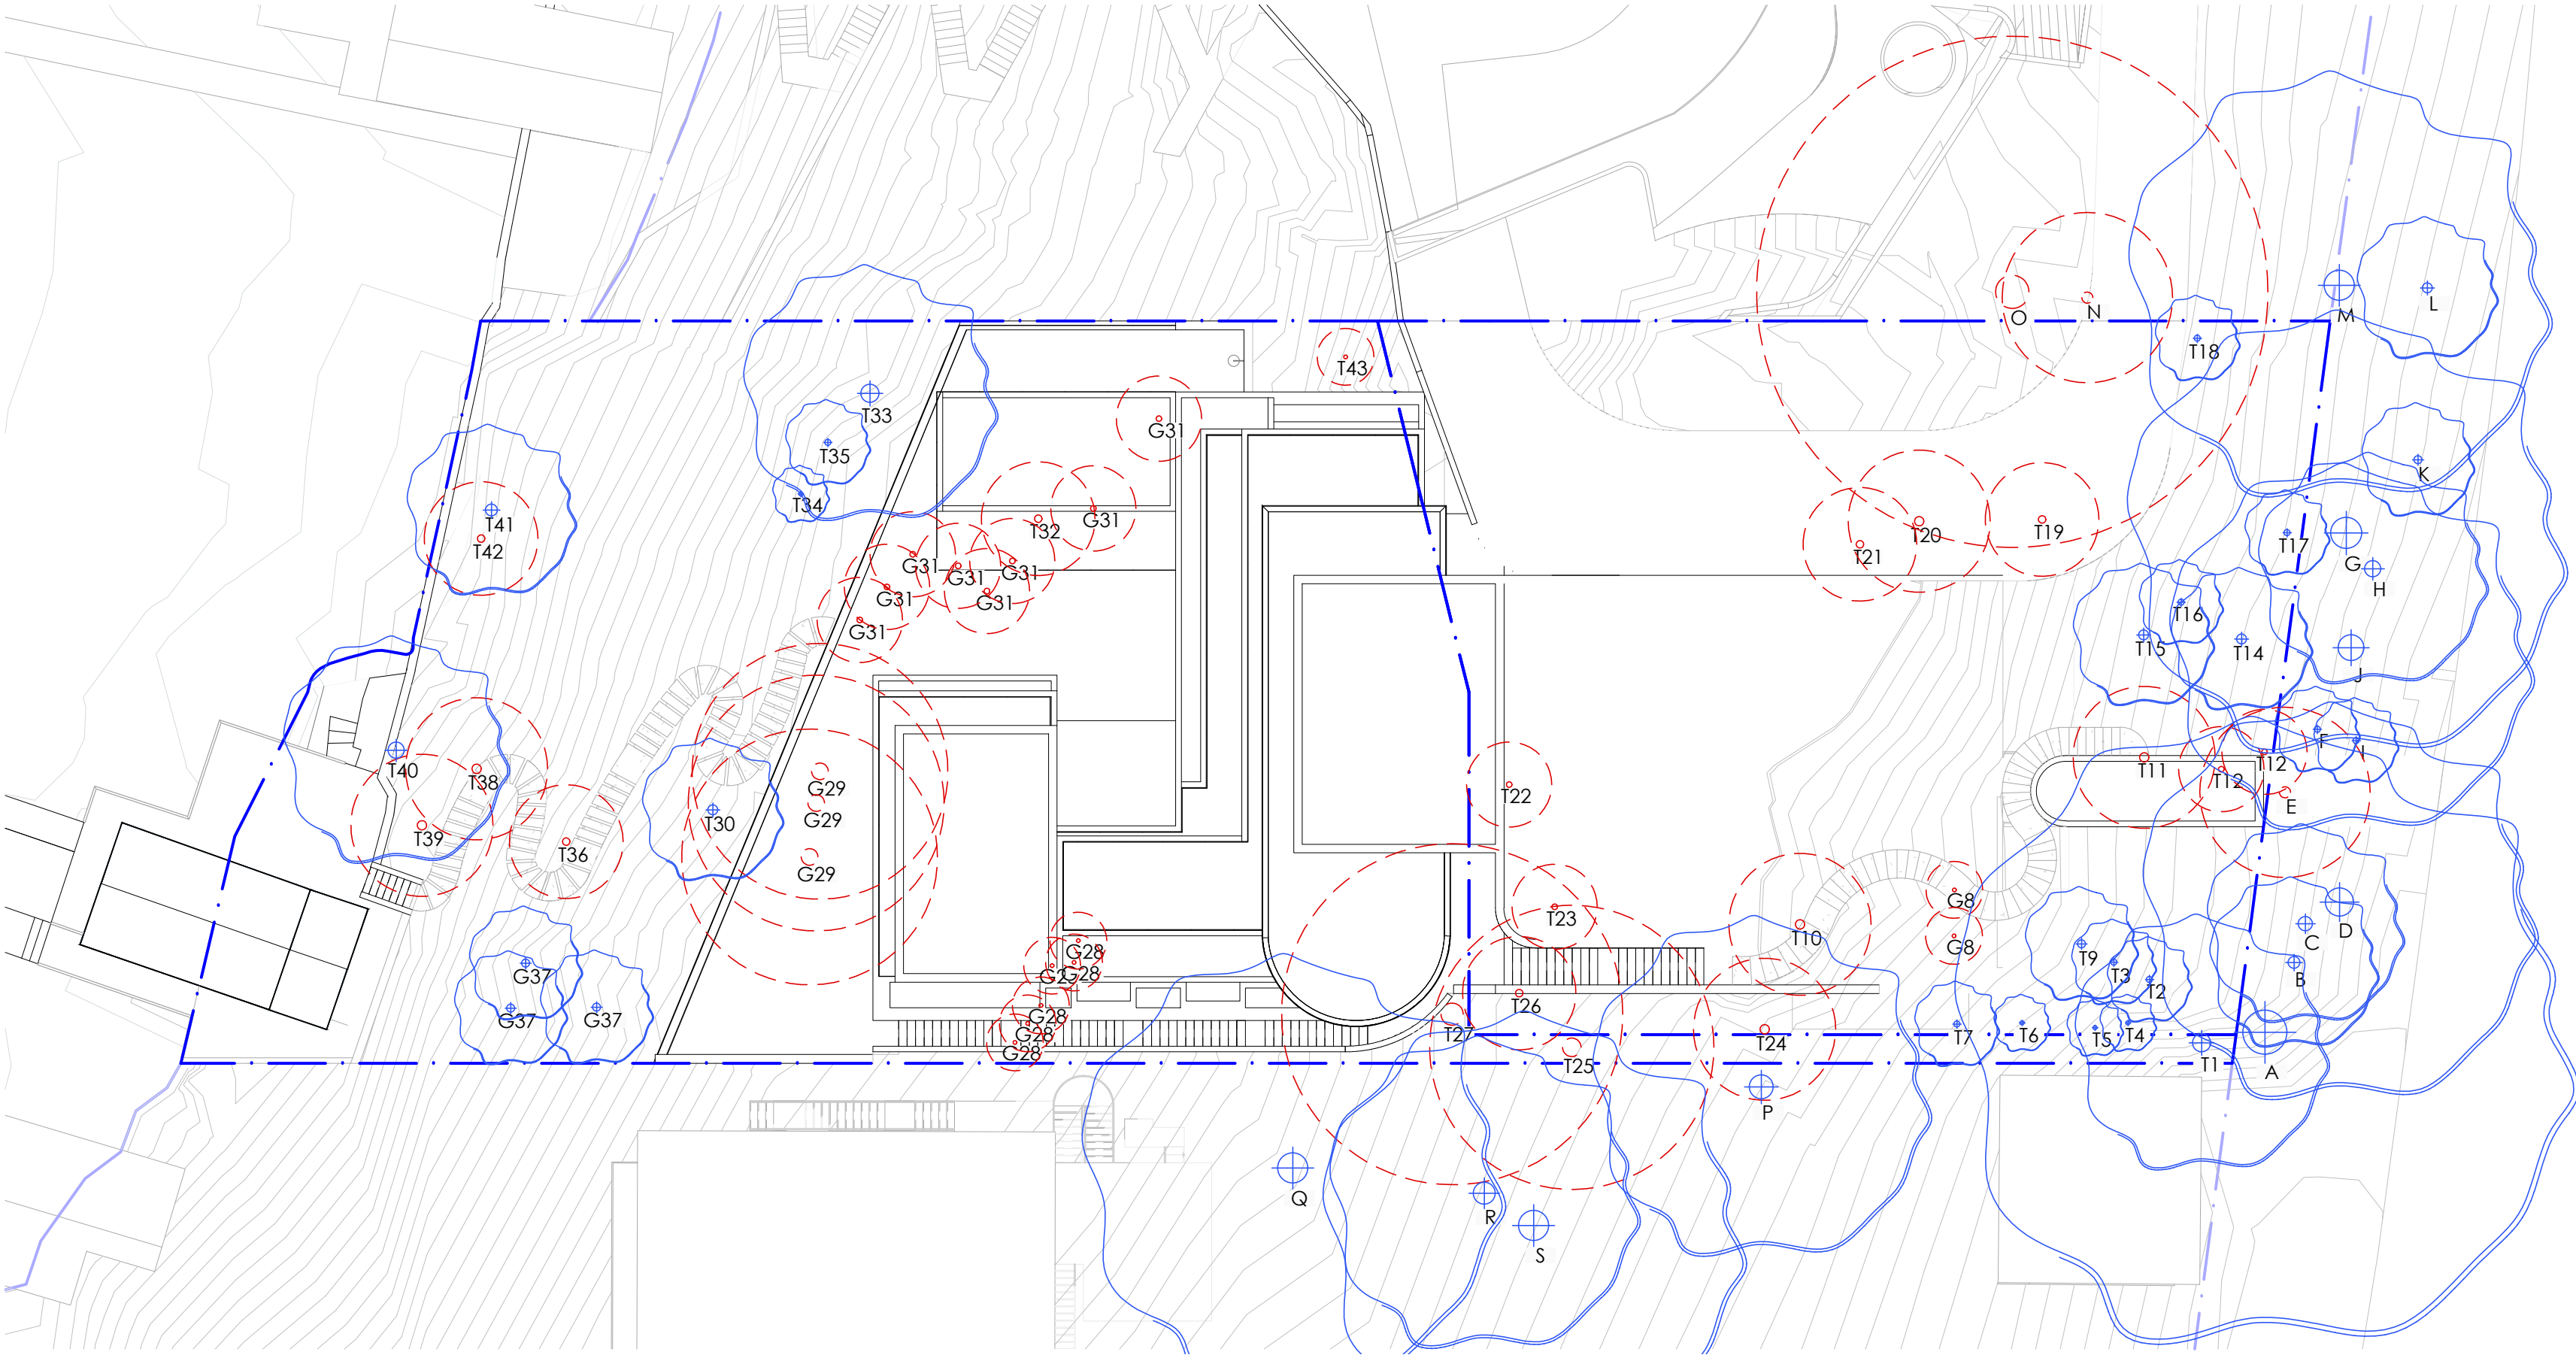 O
N
M
L
T18
T43
T33
G31
T35
K
T34
T41
T32
G31
T20
T19
T17
T42
T21
G
G31
G31
G31
H
G31
G31
T16
G31
T15
T14
J
F
I
T40
T38
T11
T12
T12
G29
T22
E
T30
G29
T39
T36
G29
G8
T23
C
D
T10
G8
G28
T9
G28
T3
B
G37
T2
T26
G37
G37
G28
G28
T27
T24
T7
T6
T5
T4
G28
T25
T1
A
P
Q
R
S